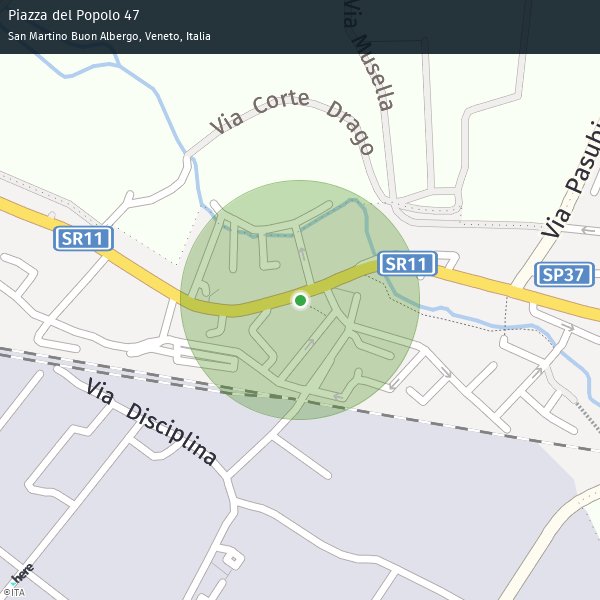 Piazza del Popolo 47
San Martino Buon Albergo, Veneto, Italia
Via Musella
Via Corte Drago
Via Pasubio
SR11
SR11
SP37
Via Disciplina
here
©ITA